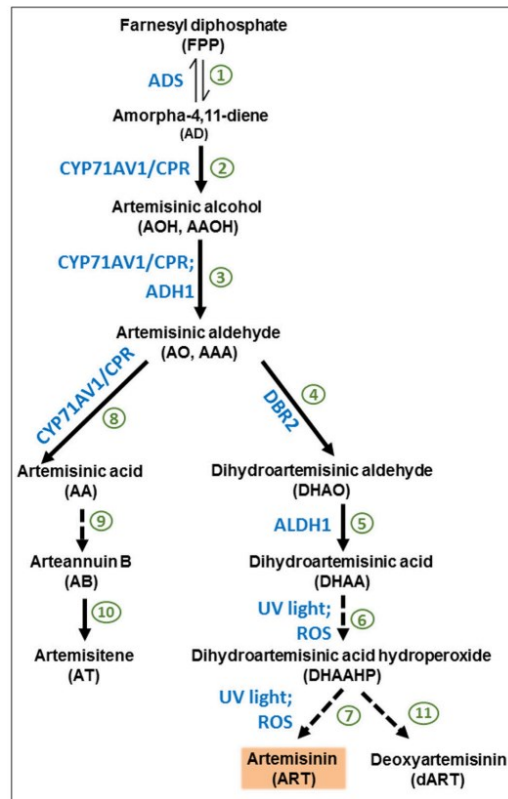 Farnesyl diphosphate
(FPP)
ADS
1
Amorpha-4,11-diene
(AD)
CYP71AV1/CPR
2
Artemisinic alcohol
(AOH, AAOH)
CYP71AV1/CPR;
ADH1
3
Artemisinic aldehyde
(AO, AAA)
CYP71AV1/CPR
8
DBR2
4
Artemisinic acid
(AA)
9
Arteannuin B
(AB)
10
Artemisitene
(AT)
Dihydroartemisinic aldehyde
(DHAO)
ALDH1
5
Dihydroartemisinic acid
(DHAA)
UV light;
ROS
6
Dihydroartemisinic acid hydroperoxide
(DHAAHP)
UV light;
ROS
7
11
Artemisinin
(ART)
Deoxyartemisinin
(dART)